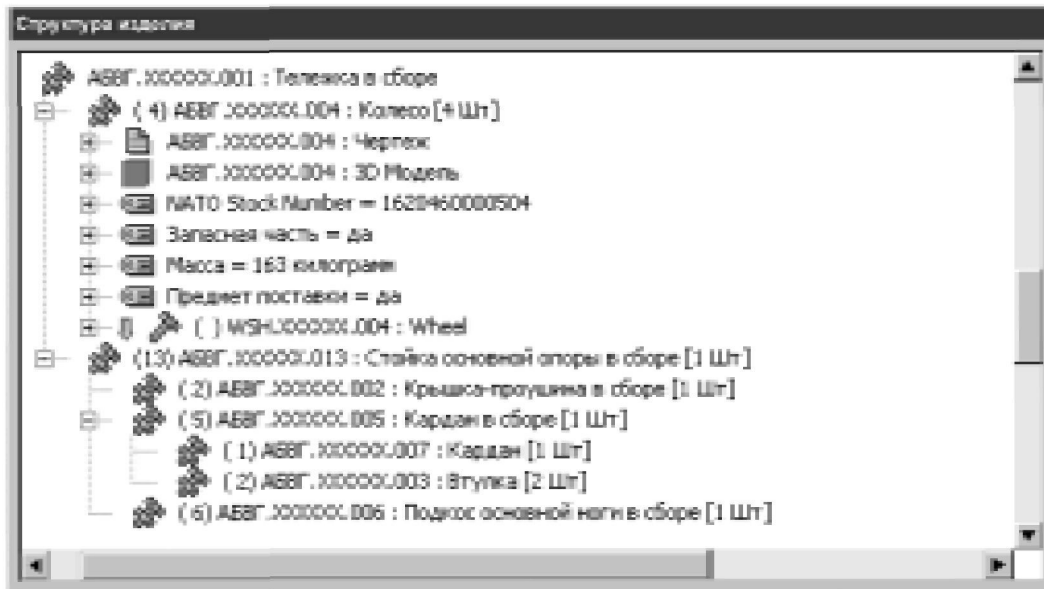 Структура изделия
АБВГ.XXXXXX.001 : Тележка в сборе
( 4) АБВГ.XXXXXX.004 : Колесо [4 Шт]
АБВГ.XXXXXX.004 : Чертеж
АБВГ.XXXXXX.004 : 3D Модель
NATO Stock Number = 1620460000504
Запасная часть = да
Масса = 163 килограмм
Предмет поставки = да
( ) WSH.XXXXXX.004 : Wheel
(13) АБВГ.XXXXXX.013 : Стойка основной опоры в сборе [1 Шт]
( 2) АБВГ.XXXXXX.002 : Крышка-проушина в сборе [1 Шт]
( 5) АБВГ.XXXXXX.005 : Кардан в сборе [1 Шт]
( 1) АБВГ.XXXXXX.007 : Кардан [1 Шт]
( 2) АБВГ.XXXXXX.003 : Втулка [2 Шт]
( 6) АБВГ.XXXXXX.006 : Подкос основной ноги в сборе [1 Шт]